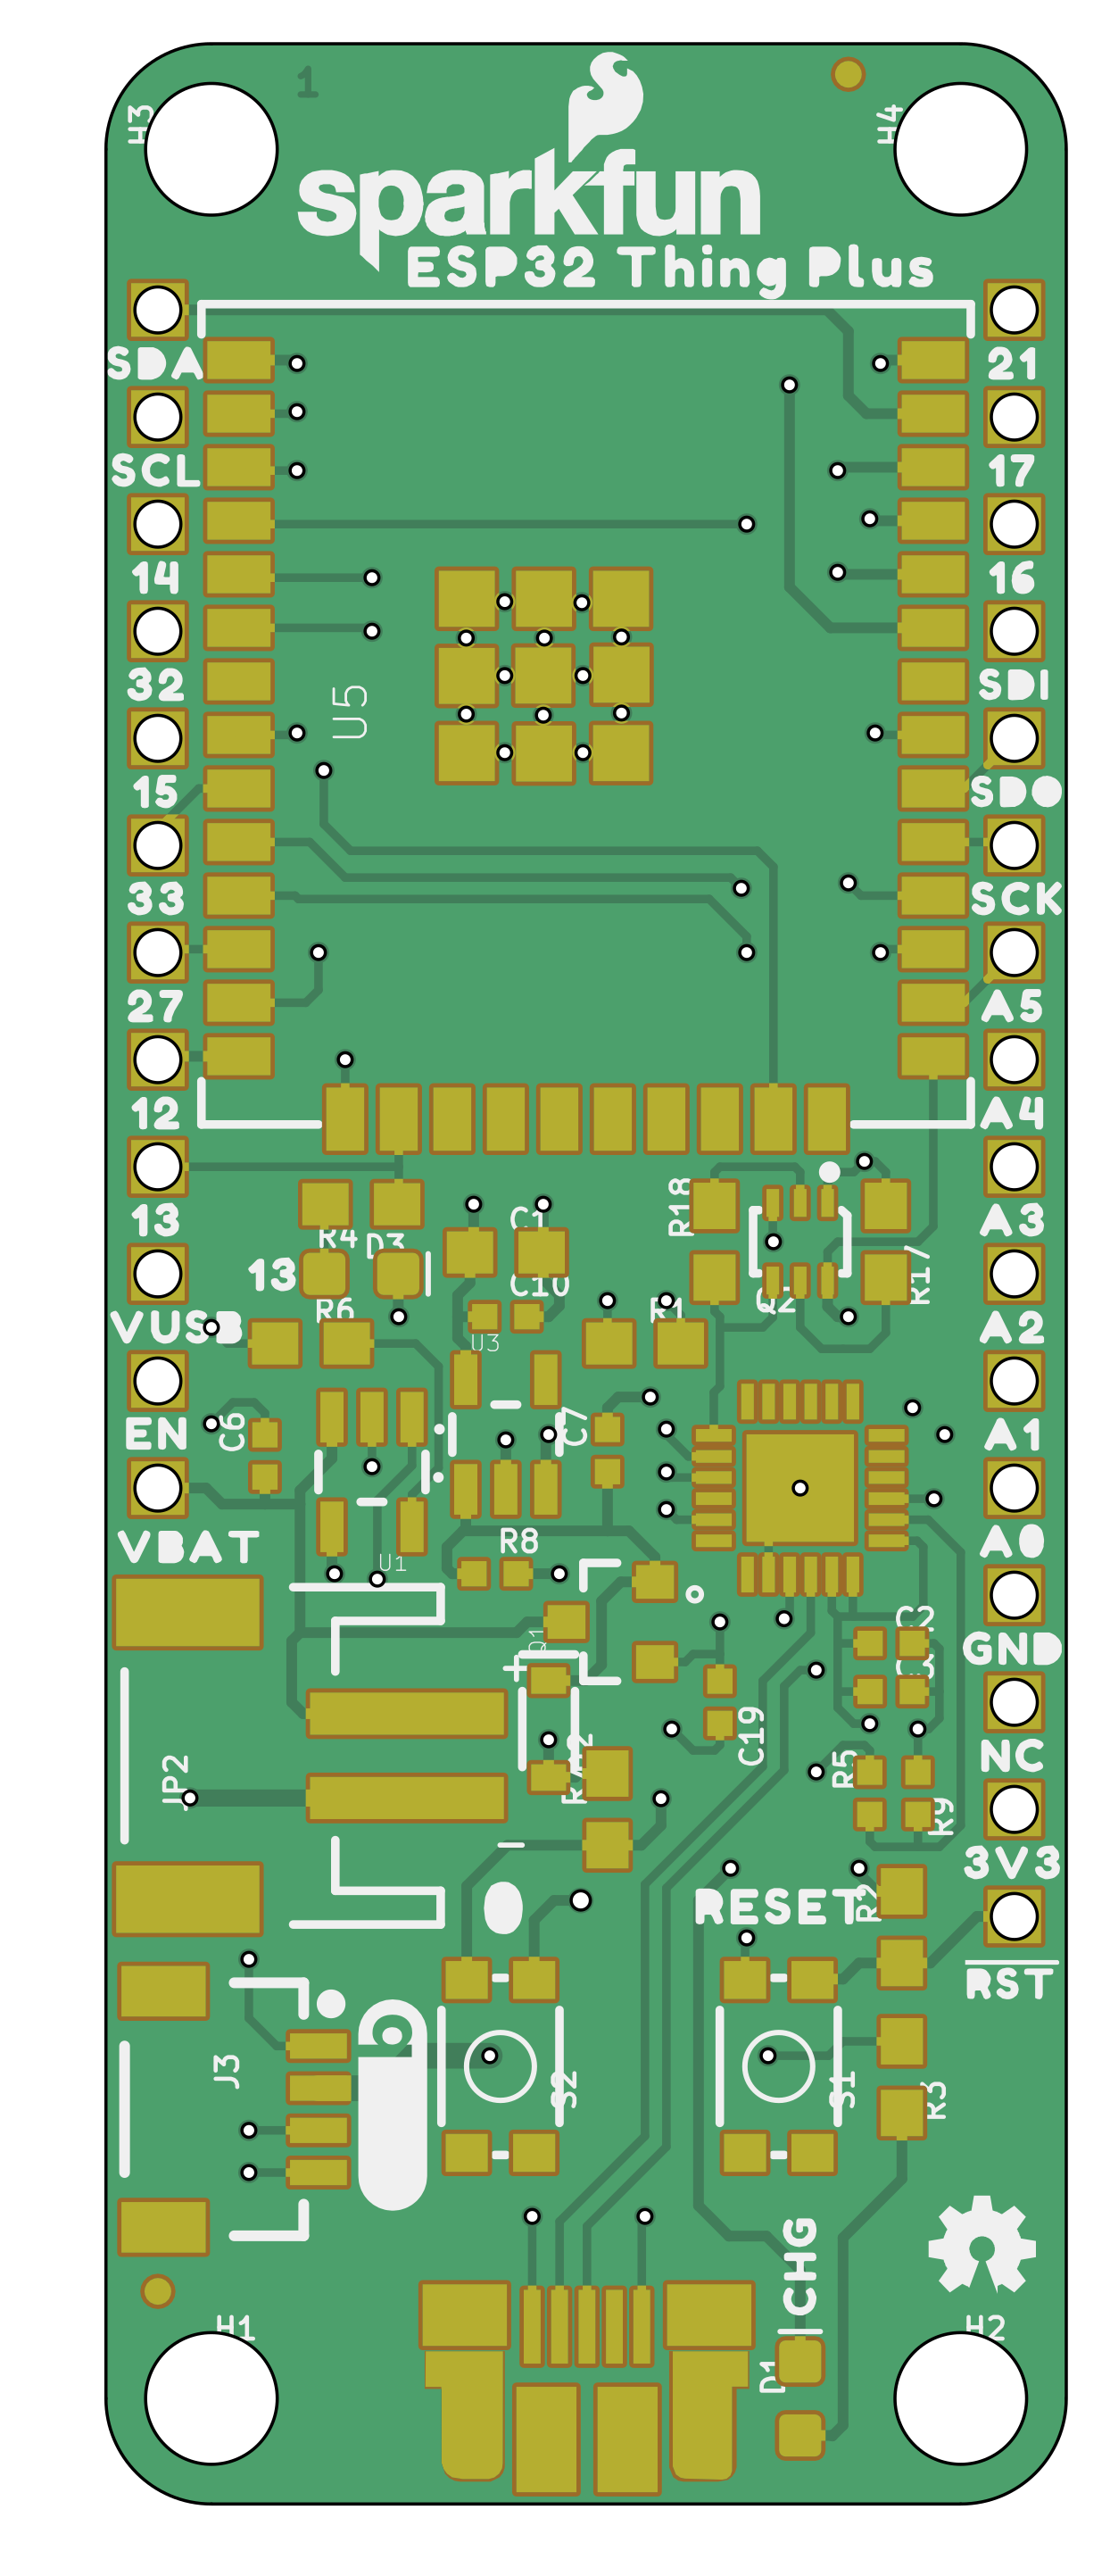 1
H3
H4
sparkfun
ESP32 Thing Plus
SDA
21
SCL
17
14
16
32
SDI
U5
15
SDO
33
SCK
27
A5
12
A4
13
R18
A3
R4
D3
C1
13
C10
R17
R6
R1
Q2
VUSB
U3
A2
C6
C7
EN
A1
VBAT
R8
A0
U1
C2
Q1
+
C3
GND
C19
JP2
R5
NC
R9
3V3
RESET
R2
RST
J3
S2
S1
R3
CHG
H1
H2
D1